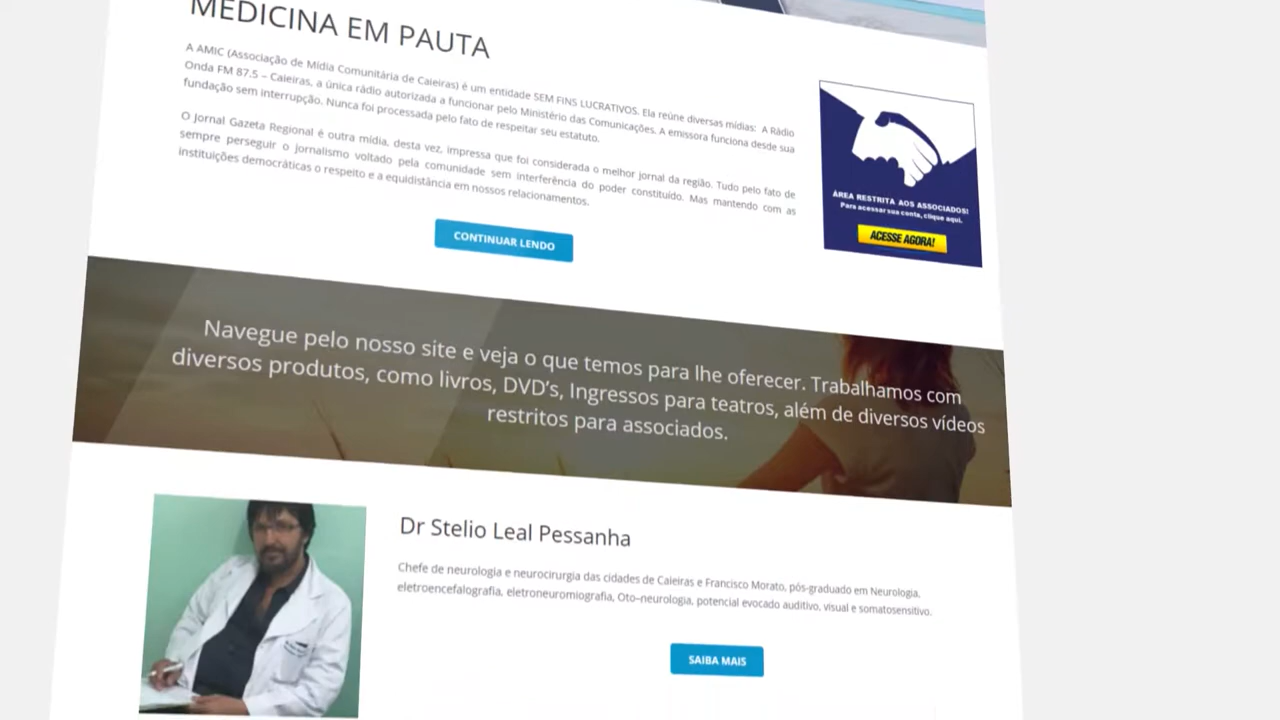 MEDICINA EM PAUTA
A AMIC (Associação de Mídia Comunitária de Caieiras) é um entidade SEM FINS LUCRATIVOS. Ela reúne diversas mídias: A Rádio
Onda FM 87.5 – Caieiras, a única rádio autorizada a funcionar pelo Ministério das Comunicações. A emissora funciona desde sua
fundação sem interrupção. Nunca foi processada pelo fato de respeitar seu estatuto.
O Jornal Gazeta Regional é outra mídia, desta vez, impressa que foi considerada o melhor jornal da região. Tudo pelo fato de
sempre perseguir o jornalismo voltado pela comunidade sem interferência do poder constituído. Mas mantendo com as
instituições democráticas o respeito e a equidistância em nossos relacionamentos.
CONTINUAR LENDO
ÁREA RESTRITA AOS ASSOCIADOS!
Para acessar sua conta, clique aqui.
ACESSE AGORA!
Navegue pelo nosso site e veja o que temos para lhe oferecer. Trabalhamos com
diversos produtos, como livros, DVD's, Ingressos para teatros, além de diversos vídeos
restritos para associados.
Dr Stelio Leal Pessanha
Chefe de neurologia e neurocirurgia das cidades de Caieiras e Francisco Morato, pós-graduado em Neurologia,
eletroencefalografia, eletroneuromiografia, Oto–neurologia, potencial evocado auditivo, visual e somatosensitivo.
SAIBA MAIS